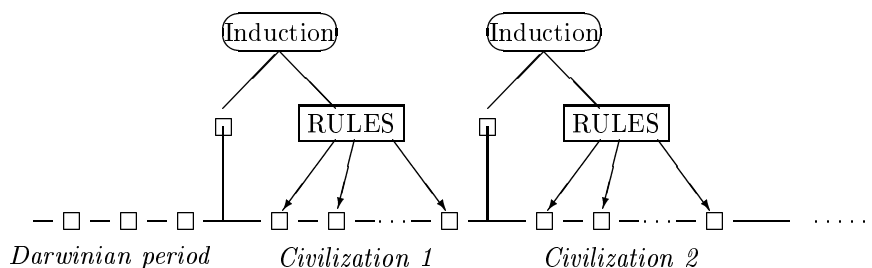 Induction Induction
RULES RULES
Darwinian period Civilization 1 Civilization 2